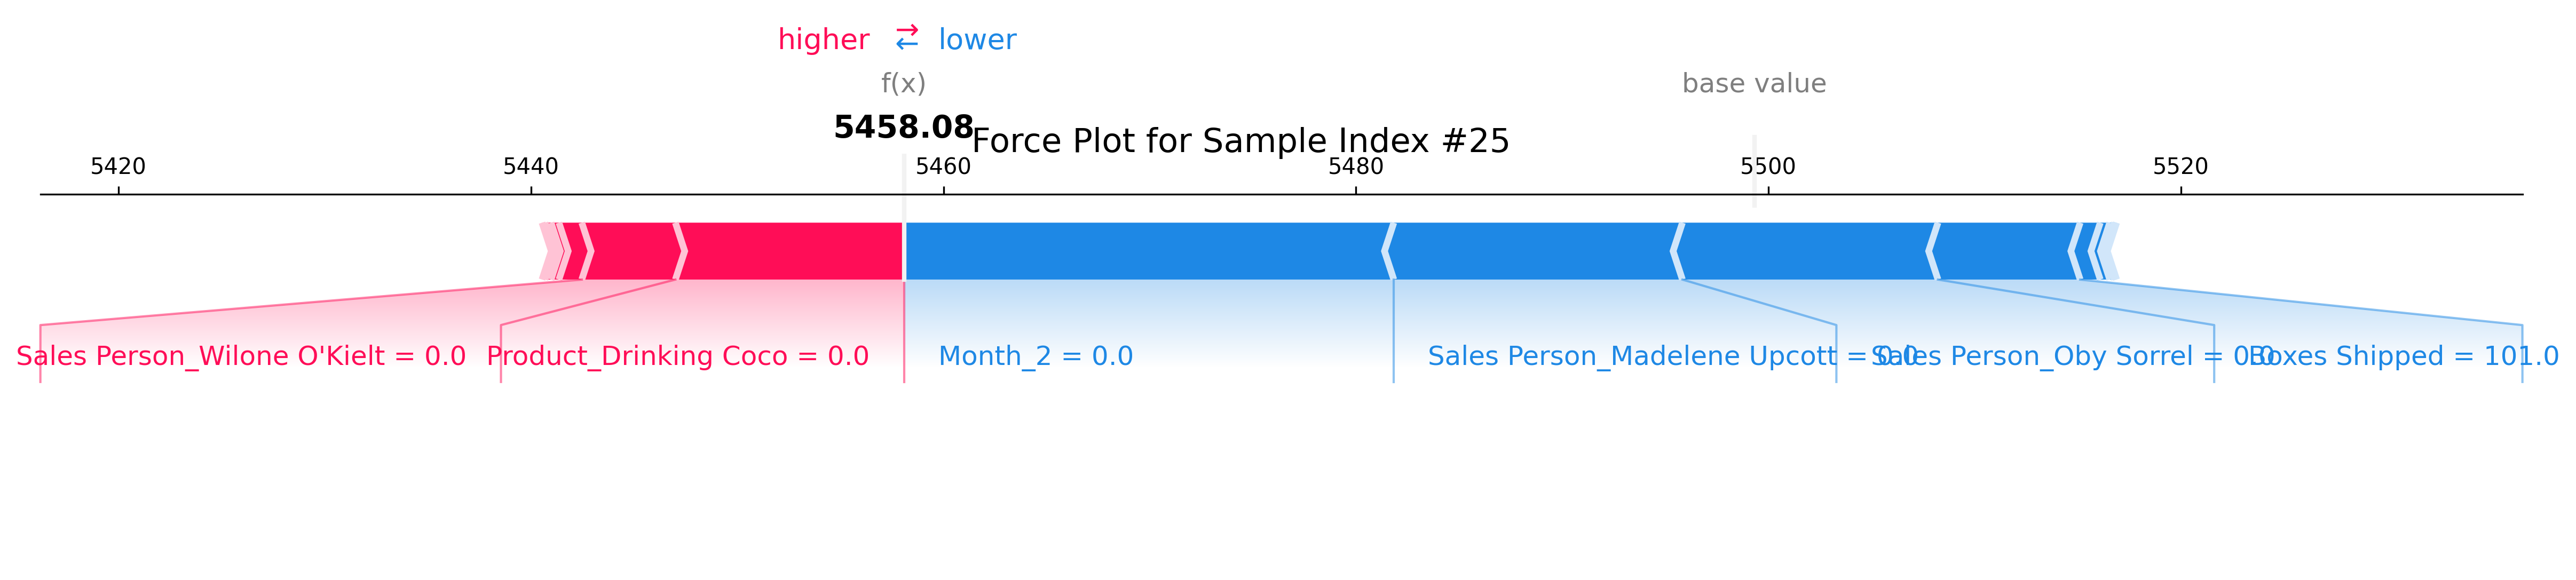 higher ⇄ lower
f(x)
base value
5458.08
Force Plot for Sample Index #25
5420
5440
5460
5480
5500
5520
Sales Person_Wilone O'Kielt = 0.0
Product_Drinking Coco = 0.0
Month_2 = 0.0
Sales Person_Madelene Upcott = 0.0
Sales Person_Oby Sorrel = 0.0
Boxes Shipped = 101.0